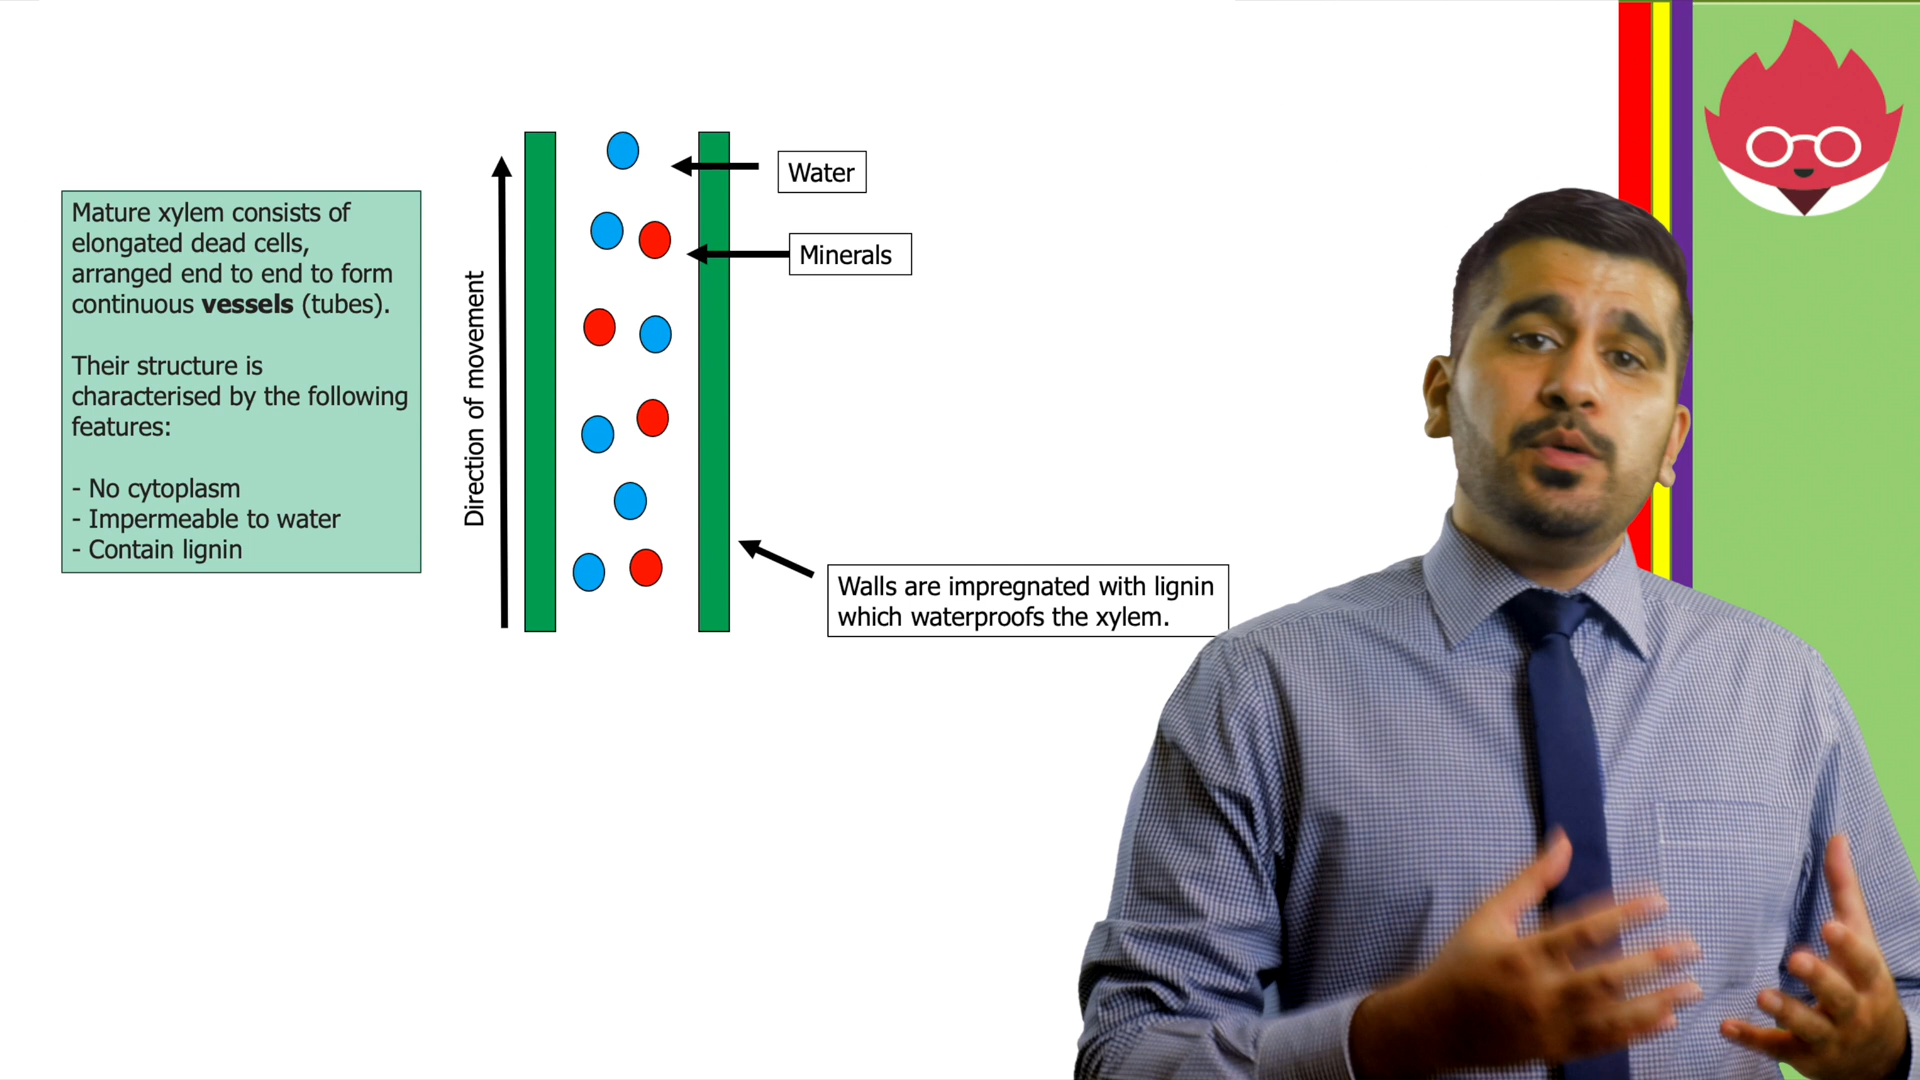 Mature xylem consists of
elongated dead cells,
arranged end to end to form
continuous vessels (tubes).
Their structure is
characterised by the following
features:
- No cytoplasm
- Impermeable to water
- Contain lignin
Direction of movement
Water
Minerals
Walls are impregnated with lignin
which waterproofs the xylem.